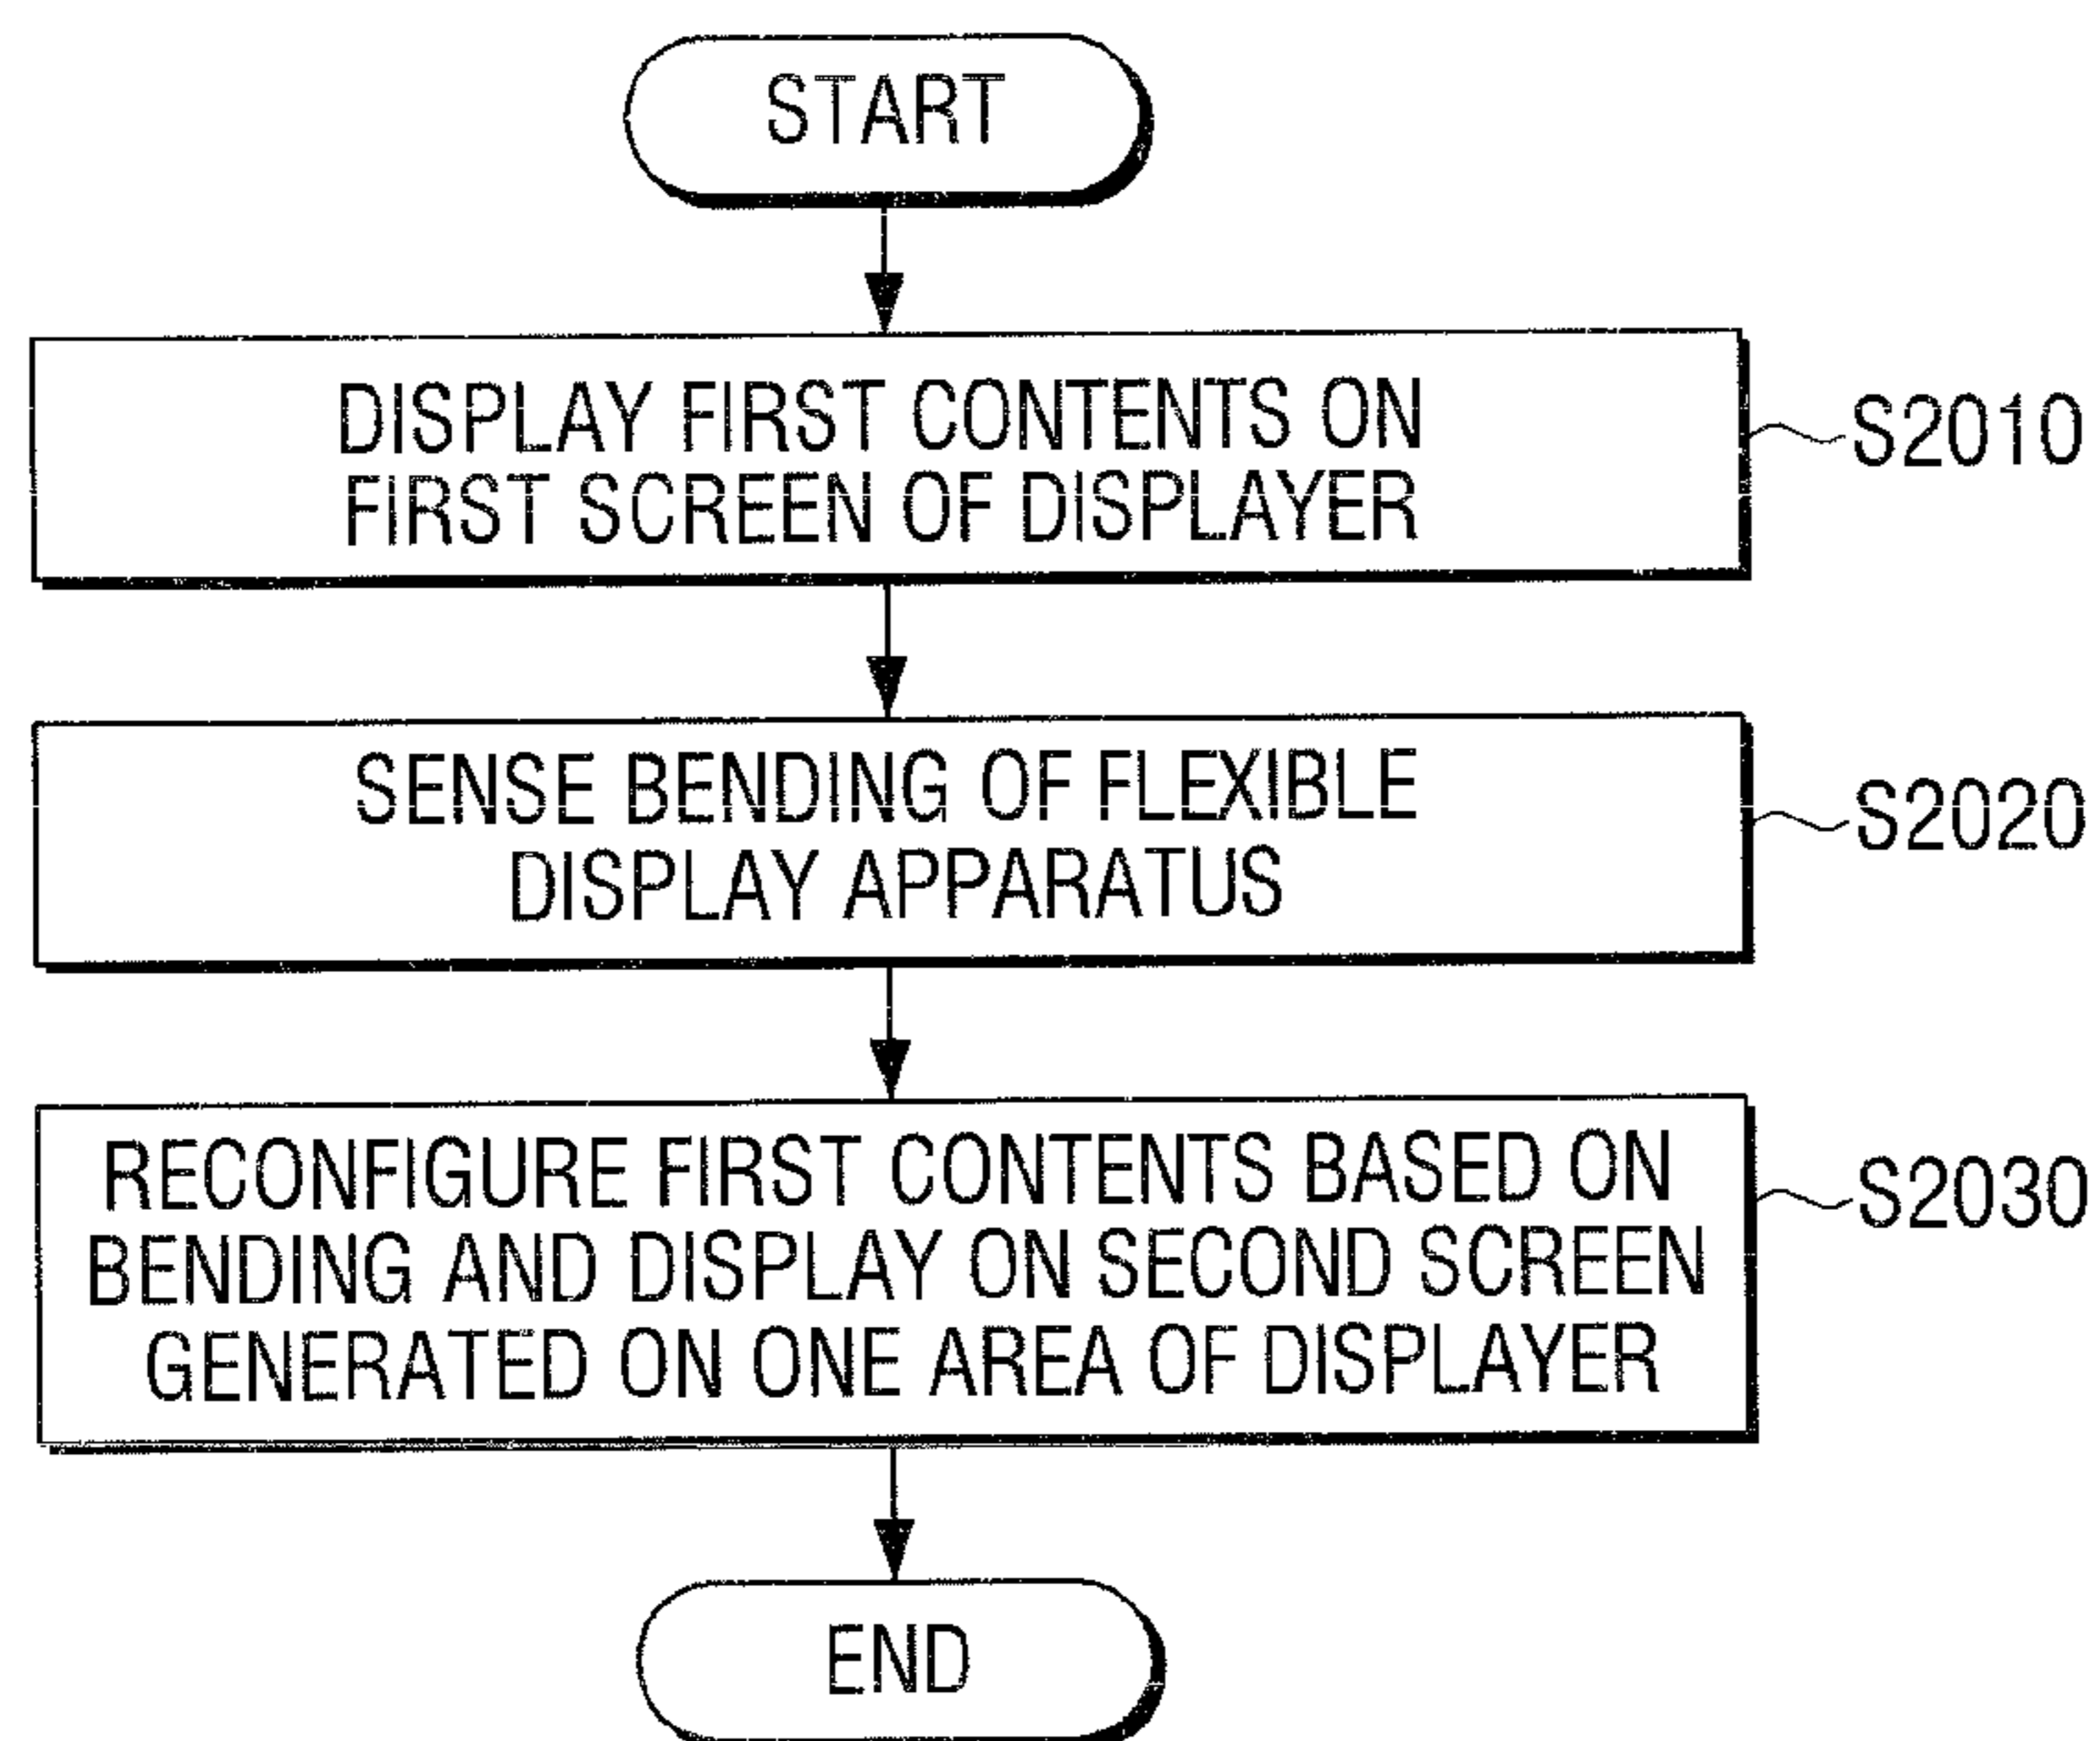 START
DISPLAY FIRST CONTENTS ON
FIRST SCREEN OF DISPLAYER
S2010
SENSE BENDING OF FLEXIBLE
DISPLAY APPARATUS
S2020
RECONFIGURE FIRST CONTENTS BASED ON
BENDING AND DISPLAY ON SECOND SCREEN
GENERATED ON ONE AREA OF DISPLAYER
S2030
END